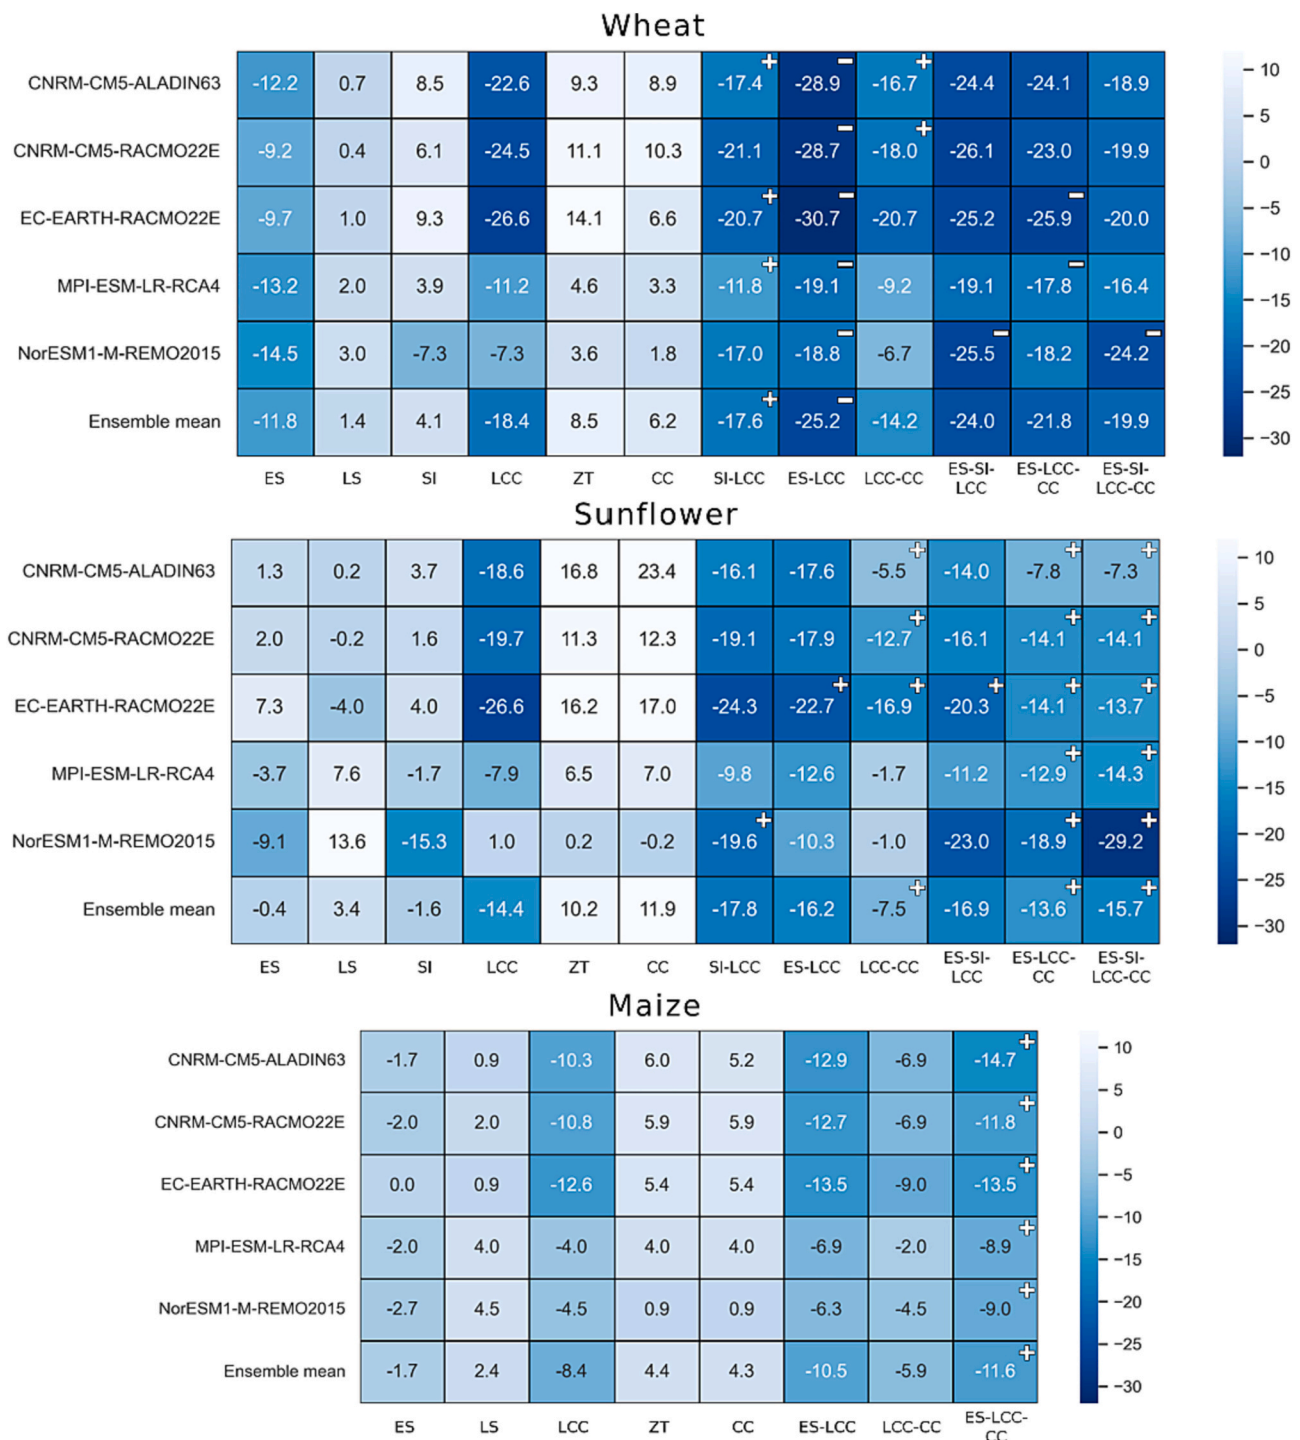 Wheat
CNRM-CM5-ALADIN63 -12.2 0.7 8.5 -22.6 9.3 8.9 -17.4 + -28.9 − -16.7 + -24.4 -24.1 -18.9
CNRM-CM5-RACMO22E -9.2 0.4 6.1 -24.5 11.1 10.3 -21.1 -28.7 − -18.0 + -26.1 -23.0 -19.9
EC-EARTH-RACMO22E -9.7 1.0 9.3 -26.6 14.1 6.6 -20.7 + -30.7 − -20.7 -25.2 -25.9 − -20.0
MPI-ESM-LR-RCA4 -13.2 2.0 3.9 -11.2 4.6 3.3 -11.8 + -19.1 − -9.2 -19.1 -17.8 − -16.4
NorESM1-M-REMO2015 -14.5 3.0 -7.3 -7.3 3.6 1.8 -17.0 -18.8 − -6.7 -25.5 − -18.2 -24.2 −
Ensemble mean -11.8 1.4 4.1 -18.4 8.5 6.2 -17.6 + -25.2 − -14.2 -24.0 -21.8 -19.9
ES LS SI LCC ZT CC SI-LCC ES-LCC LCC-CC ES-SI- ES-LCC- ES-SI-
LCC CC LCC-CC
10
5
0
−5
−10
−15
−20
−25
−30
Sunflower
CNRM-CM5-ALADIN63 1.3 0.2 3.7 -18.6 16.8 23.4 -16.1 -17.6 -5.5 + -14.0 -7.8 + -7.3 +
CNRM-CM5-RACMO22E 2.0 -0.2 1.6 -19.7 11.3 12.3 -19.1 -17.9 -12.7 + -16.1 -14.1 + -14.1 +
EC-EARTH-RACMO22E 7.3 -4.0 4.0 -26.6 16.2 17.0 -24.3 -22.7 + -16.9 + -20.3 + -14.1 + -13.7 +
MPI-ESM-LR-RCA4 -3.7 7.6 -1.7 -7.9 6.5 7.0 -9.8 -12.6 -1.7 -11.2 -12.9 + -14.3 +
NorESM1-M-REMO2015 -9.1 13.6 -15.3 1.0 0.2 -0.2 -19.6 + -10.3 -1.0 -23.0 -18.9 + -29.2 +
Ensemble mean -0.4 3.4 -1.6 -14.4 10.2 11.9 -17.8 -16.2 -7.5 + -16.9 -13.6 + -15.7 +
ES LS SI LCC ZT CC SI-LCC ES-LCC LCC-CC ES-SI- ES-LCC- ES-SI-
LCC CC LCC-CC
10
5
0
−5
−10
−15
−20
−25
−30
Maize
CNRM-CM5-ALADIN63 -1.7 0.9 -10.3 6.0 5.2 -12.9 -6.9 -14.7 +
CNRM-CM5-RACMO22E -2.0 2.0 -10.8 5.9 5.9 -12.7 -6.9 -11.8 +
EC-EARTH-RACMO22E 0.0 0.9 -12.6 5.4 5.4 -13.5 -9.0 -13.5 +
MPI-ESM-LR-RCA4 -2.0 4.0 -4.0 4.0 4.0 -6.9 -2.0 -8.9 +
NorESM1-M-REMO2015 -2.7 4.5 -4.5 0.9 0.9 -6.3 -4.5 -9.0 +
Ensemble mean -1.7 2.4 -8.4 4.4 4.3 -10.5 -5.9 -11.6 +
ES LS LCC ZT CC ES-LCC LCC-CC ES-LCC-
CC
10
5
0
−5
−10
−15
−20
−25
−30